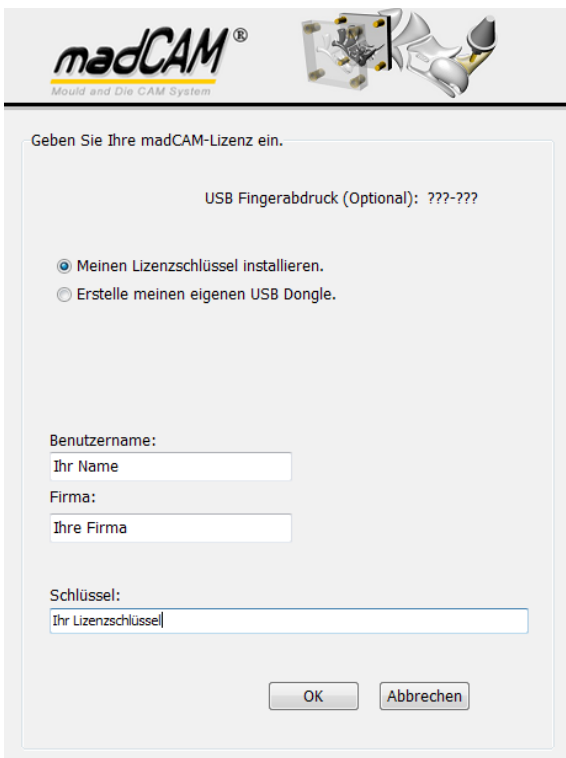 madCAM®
Mould and Die CAM System
Geben Sie Ihre madCAM-Lizenz ein.
USB Fingerabdruck (Optional): ???-???
Meinen Lizenzschlüssel installieren.
Erstelle meinen eigenen USB Dongle.
Benutzername:
Ihr Name
Firma:
Ihre Firma
Schlüssel:
Ihr Lizenzschlüssel
OK Abbrechen